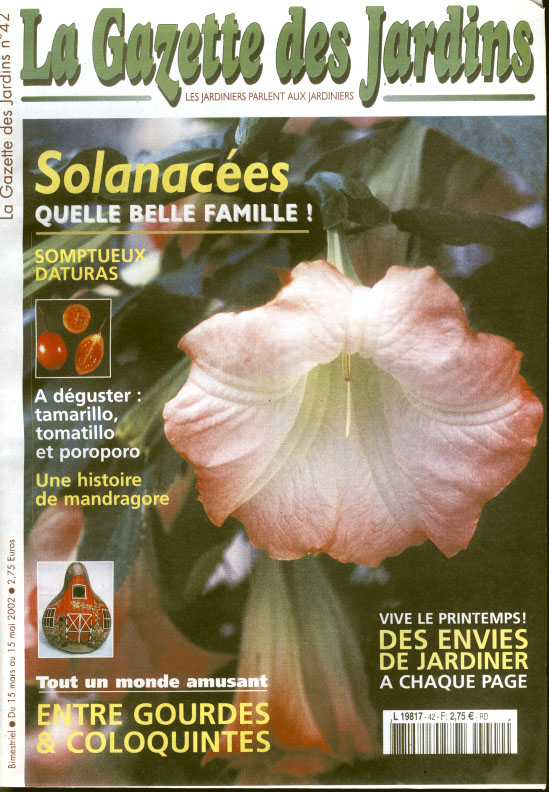 La Gazette des Jardins n°42
La Gazette des Jardins
LES JARDINIERS PARLENT AUX JARDINIERS
Solanacées
QUELLE BELLE FAMILLE !
SOMPTUEUX
DATURAS
A déguster :
tamarillo,
tomatillo
et poroporo
Une histoire
de mandragore
Tout un monde amusant
ENTRE GOURDES
& COLOQUINTES
VIVE LE PRINTEMPS!
DES ENVIES
DE JARDINER
A CHAQUE PAGE
L 19817 - 42 - F: 2,75 € - RD
Bimestriel ● Du 15 mars au 15 mai 2002 ● 2,75 Euros